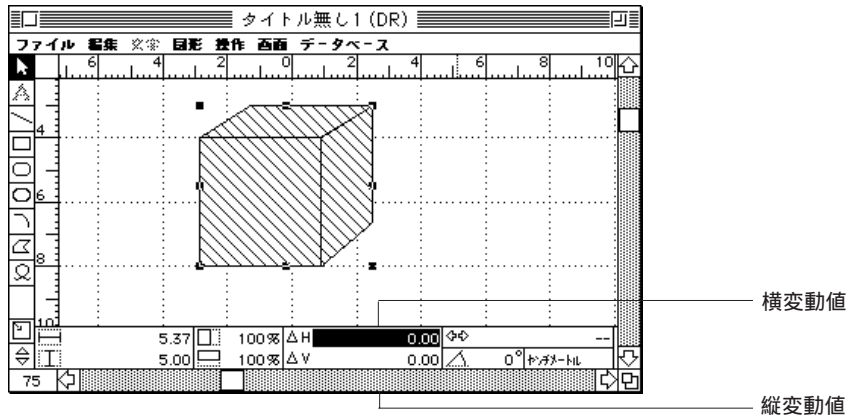 タイトル無し1(DR)
ファイル 編集 文字 図形 操作 画面 データベース
6 4 2 0 2 4 6 8 10
4
6
8
10
横変動値
5.37 100% ΔH 0.00 --
5.00 100% ΔV 0.00 0° センチメートル
75
縦変動値